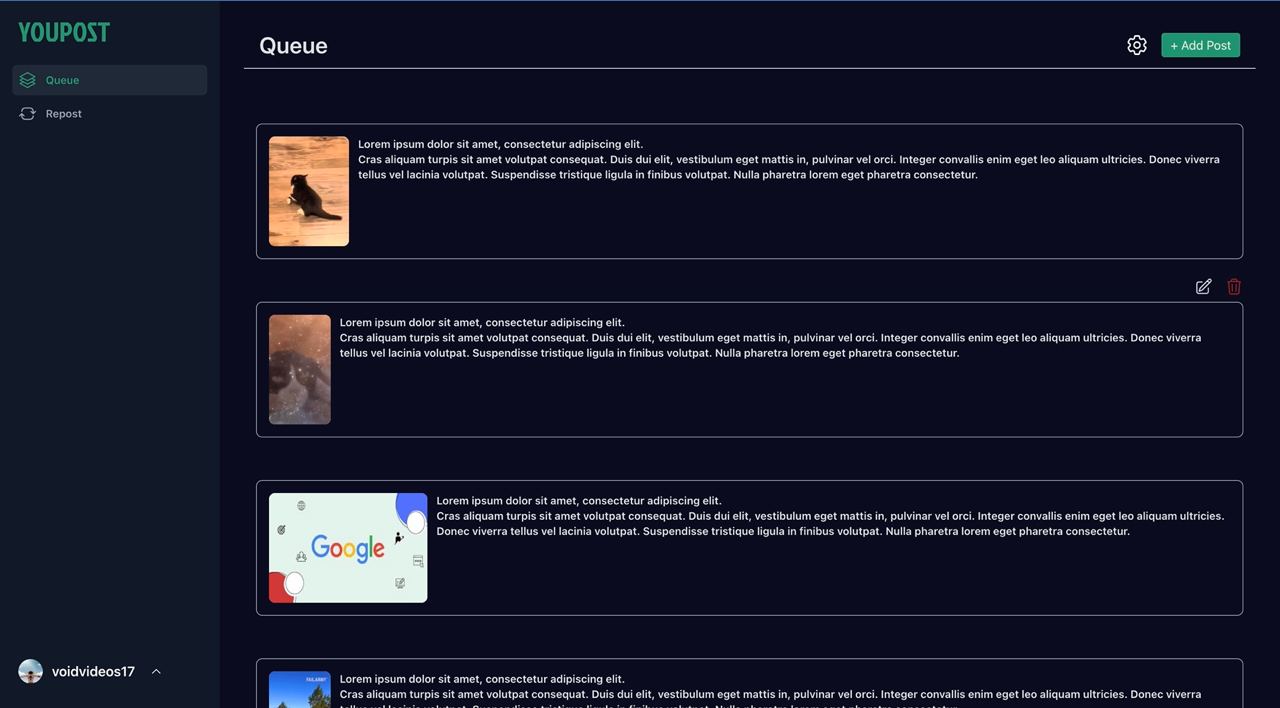 YOUPOST
Queue
Repost
voidvideos17
Queue
+ Add Post
Lorem ipsum dolor sit amet, consectetur adipiscing elit.
Cras aliquam turpis sit amet volutpat consequat. Duis dui elit, vestibulum eget mattis in, pulvinar vel orci. Integer convallis enim eget leo aliquam ultricies. Donec viverra
tellus vel lacinia volutpat. Suspendisse tristique ligula in finibus volutpat. Nulla pharetra lorem eget pharetra consectetur.
Lorem ipsum dolor sit amet, consectetur adipiscing elit.
Cras aliquam turpis sit amet volutpat consequat. Duis dui elit, vestibulum eget mattis in, pulvinar vel orci. Integer convallis enim eget leo aliquam ultricies. Donec viverra
tellus vel lacinia volutpat. Suspendisse tristique ligula in finibus volutpat. Nulla pharetra lorem eget pharetra consectetur.
Google
Lorem ipsum dolor sit amet, consectetur adipiscing elit.
Cras aliquam turpis sit amet volutpat consequat. Duis dui elit, vestibulum eget mattis in, pulvinar vel orci. Integer convallis enim eget leo aliquam ultricies.
Donec viverra tellus vel lacinia volutpat. Suspendisse tristique ligula in finibus volutpat. Nulla pharetra lorem eget pharetra consectetur.
FAILARMY
Lorem ipsum dolor sit amet, consectetur adipiscing elit.
Cras aliquam turpis sit amet volutpat consequat. Duis dui elit, vestibulum eget mattis in, pulvinar vel orci. Integer convallis enim eget leo aliquam ultricies. Donec viverra